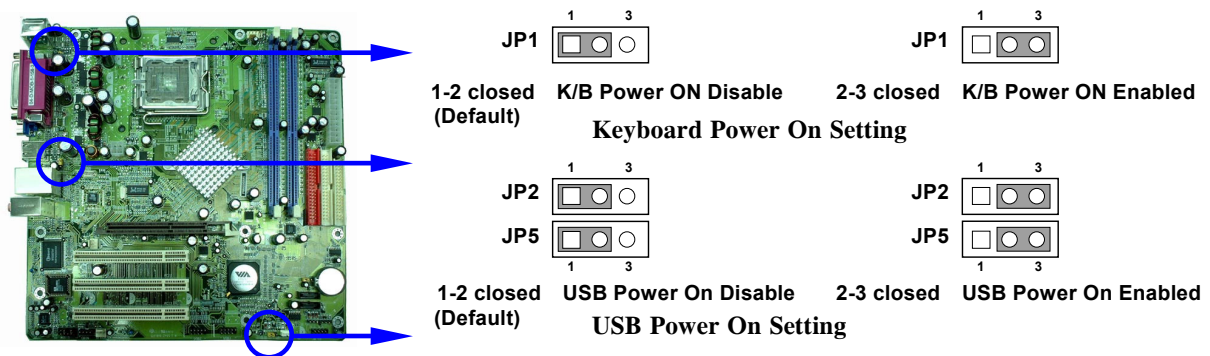 1 3
JP1
1 3
JP1
1-2 closed K/B Power ON Disable
(Default)
2-3 closed K/B Power ON Enabled
Keyboard Power On Setting
1 3
JP2
JP5
1 3
1 3
JP2
JP5
1 3
1-2 closed USB Power On Disable
(Default)
2-3 closed USB Power On Enabled
USB Power On Setting
VIA